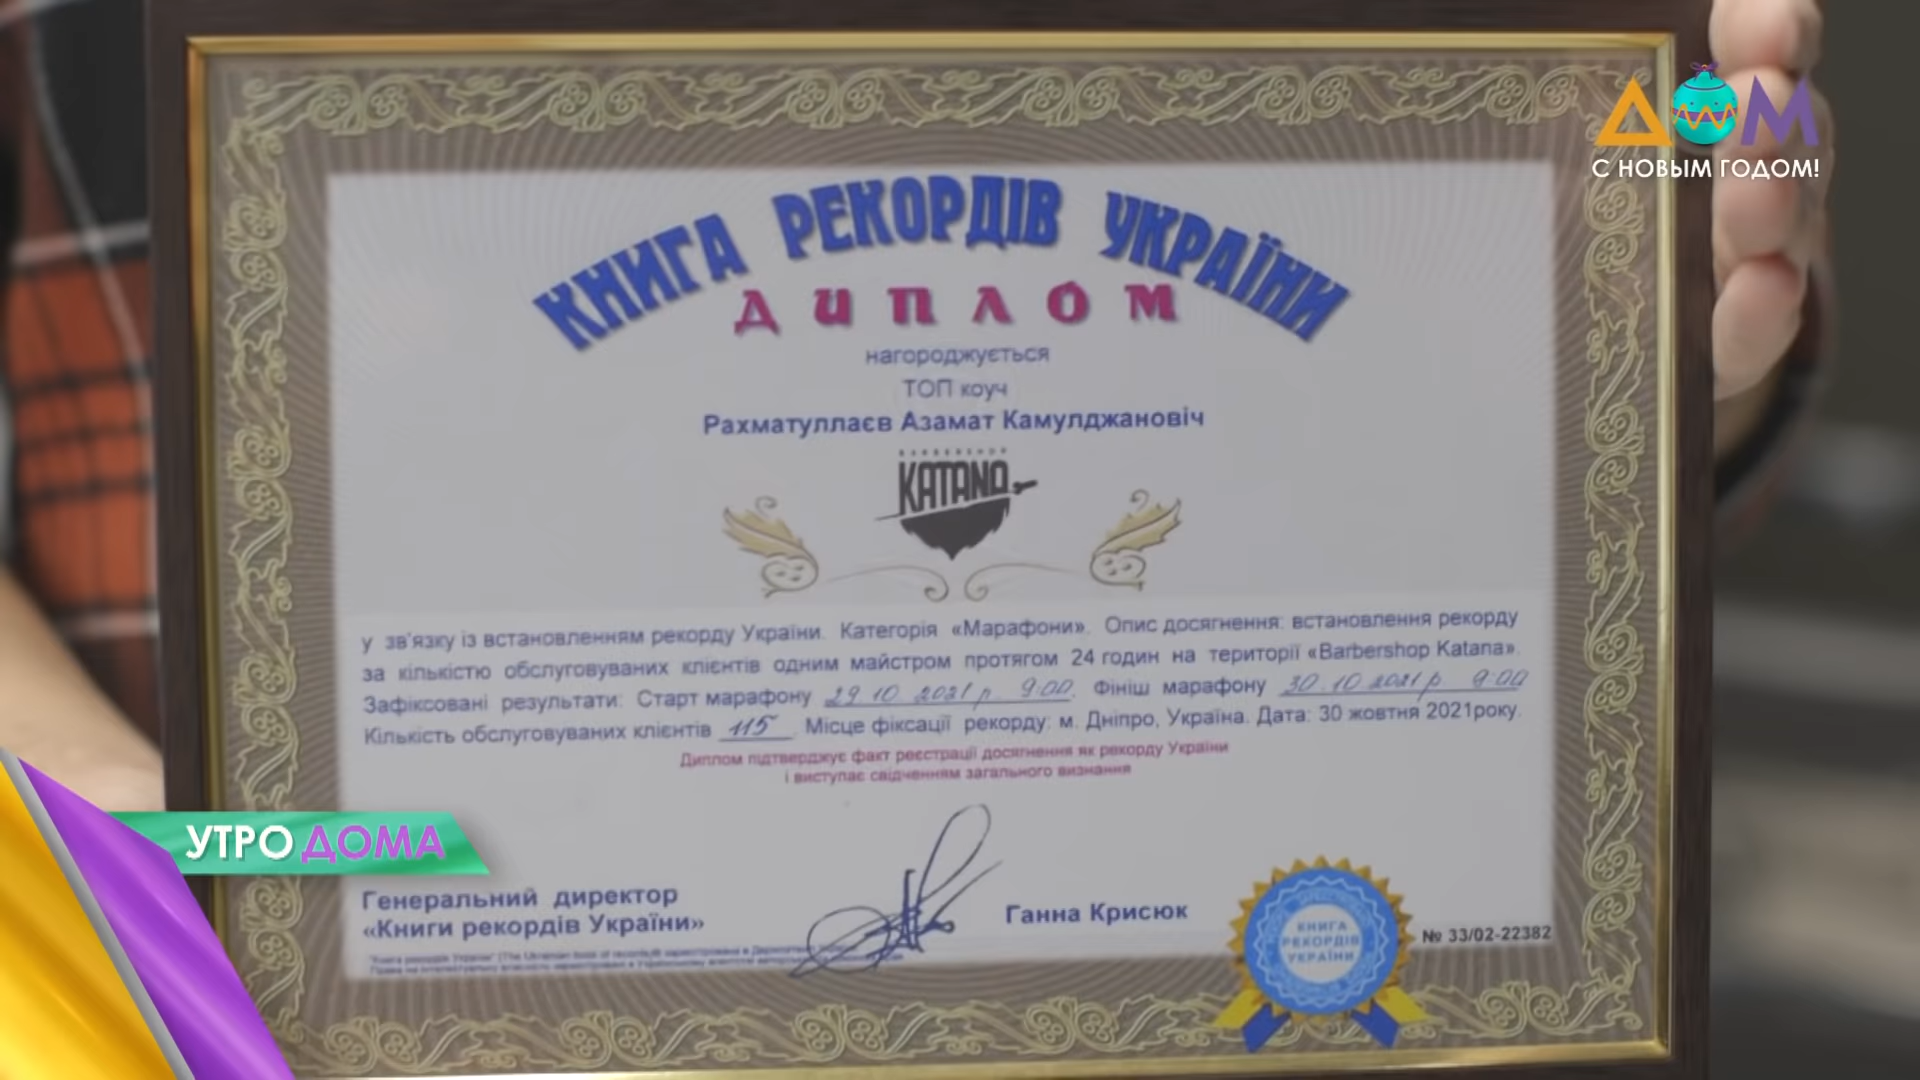 ДОМ
С НОВЫМ ГОДОМ!
КНИГА РЕКОРДІВ УКРАЇНИ
ДИПЛОМ
нагороджується
ТОП коуч
Рахматуллаєв Азамат Камулджановіч
BARBERSHOP
KATANA
у зв'язку із встановленням рекорду України. Категорія «Марафони». Опис досягнення: встановлення рекорду
за кількістю обслуговуваних клієнтів одним майстром протягом 24 годин на території «Barbershop Katana».
Зафіксовані результати: Старт марафону 29.10.2021 р. 9:00. Фініш марафону 30.10.2021 р 9:00
Кількість обслуговуваних клієнтів 115. Місце фіксації рекорду: м. Дніпро, Україна. Дата: 30 жовтня 2021року.
Диплом підтверджує факт реєстрації досягнення як рекорду України
і виступає свідченням загального визнання
УТРО ДОМА
Генеральний директор
«Книги рекордів України»
Ганна Крисюк
КНИГА
РЕКОРДІВ
УКРАЇНИ
№ 33/02-22382